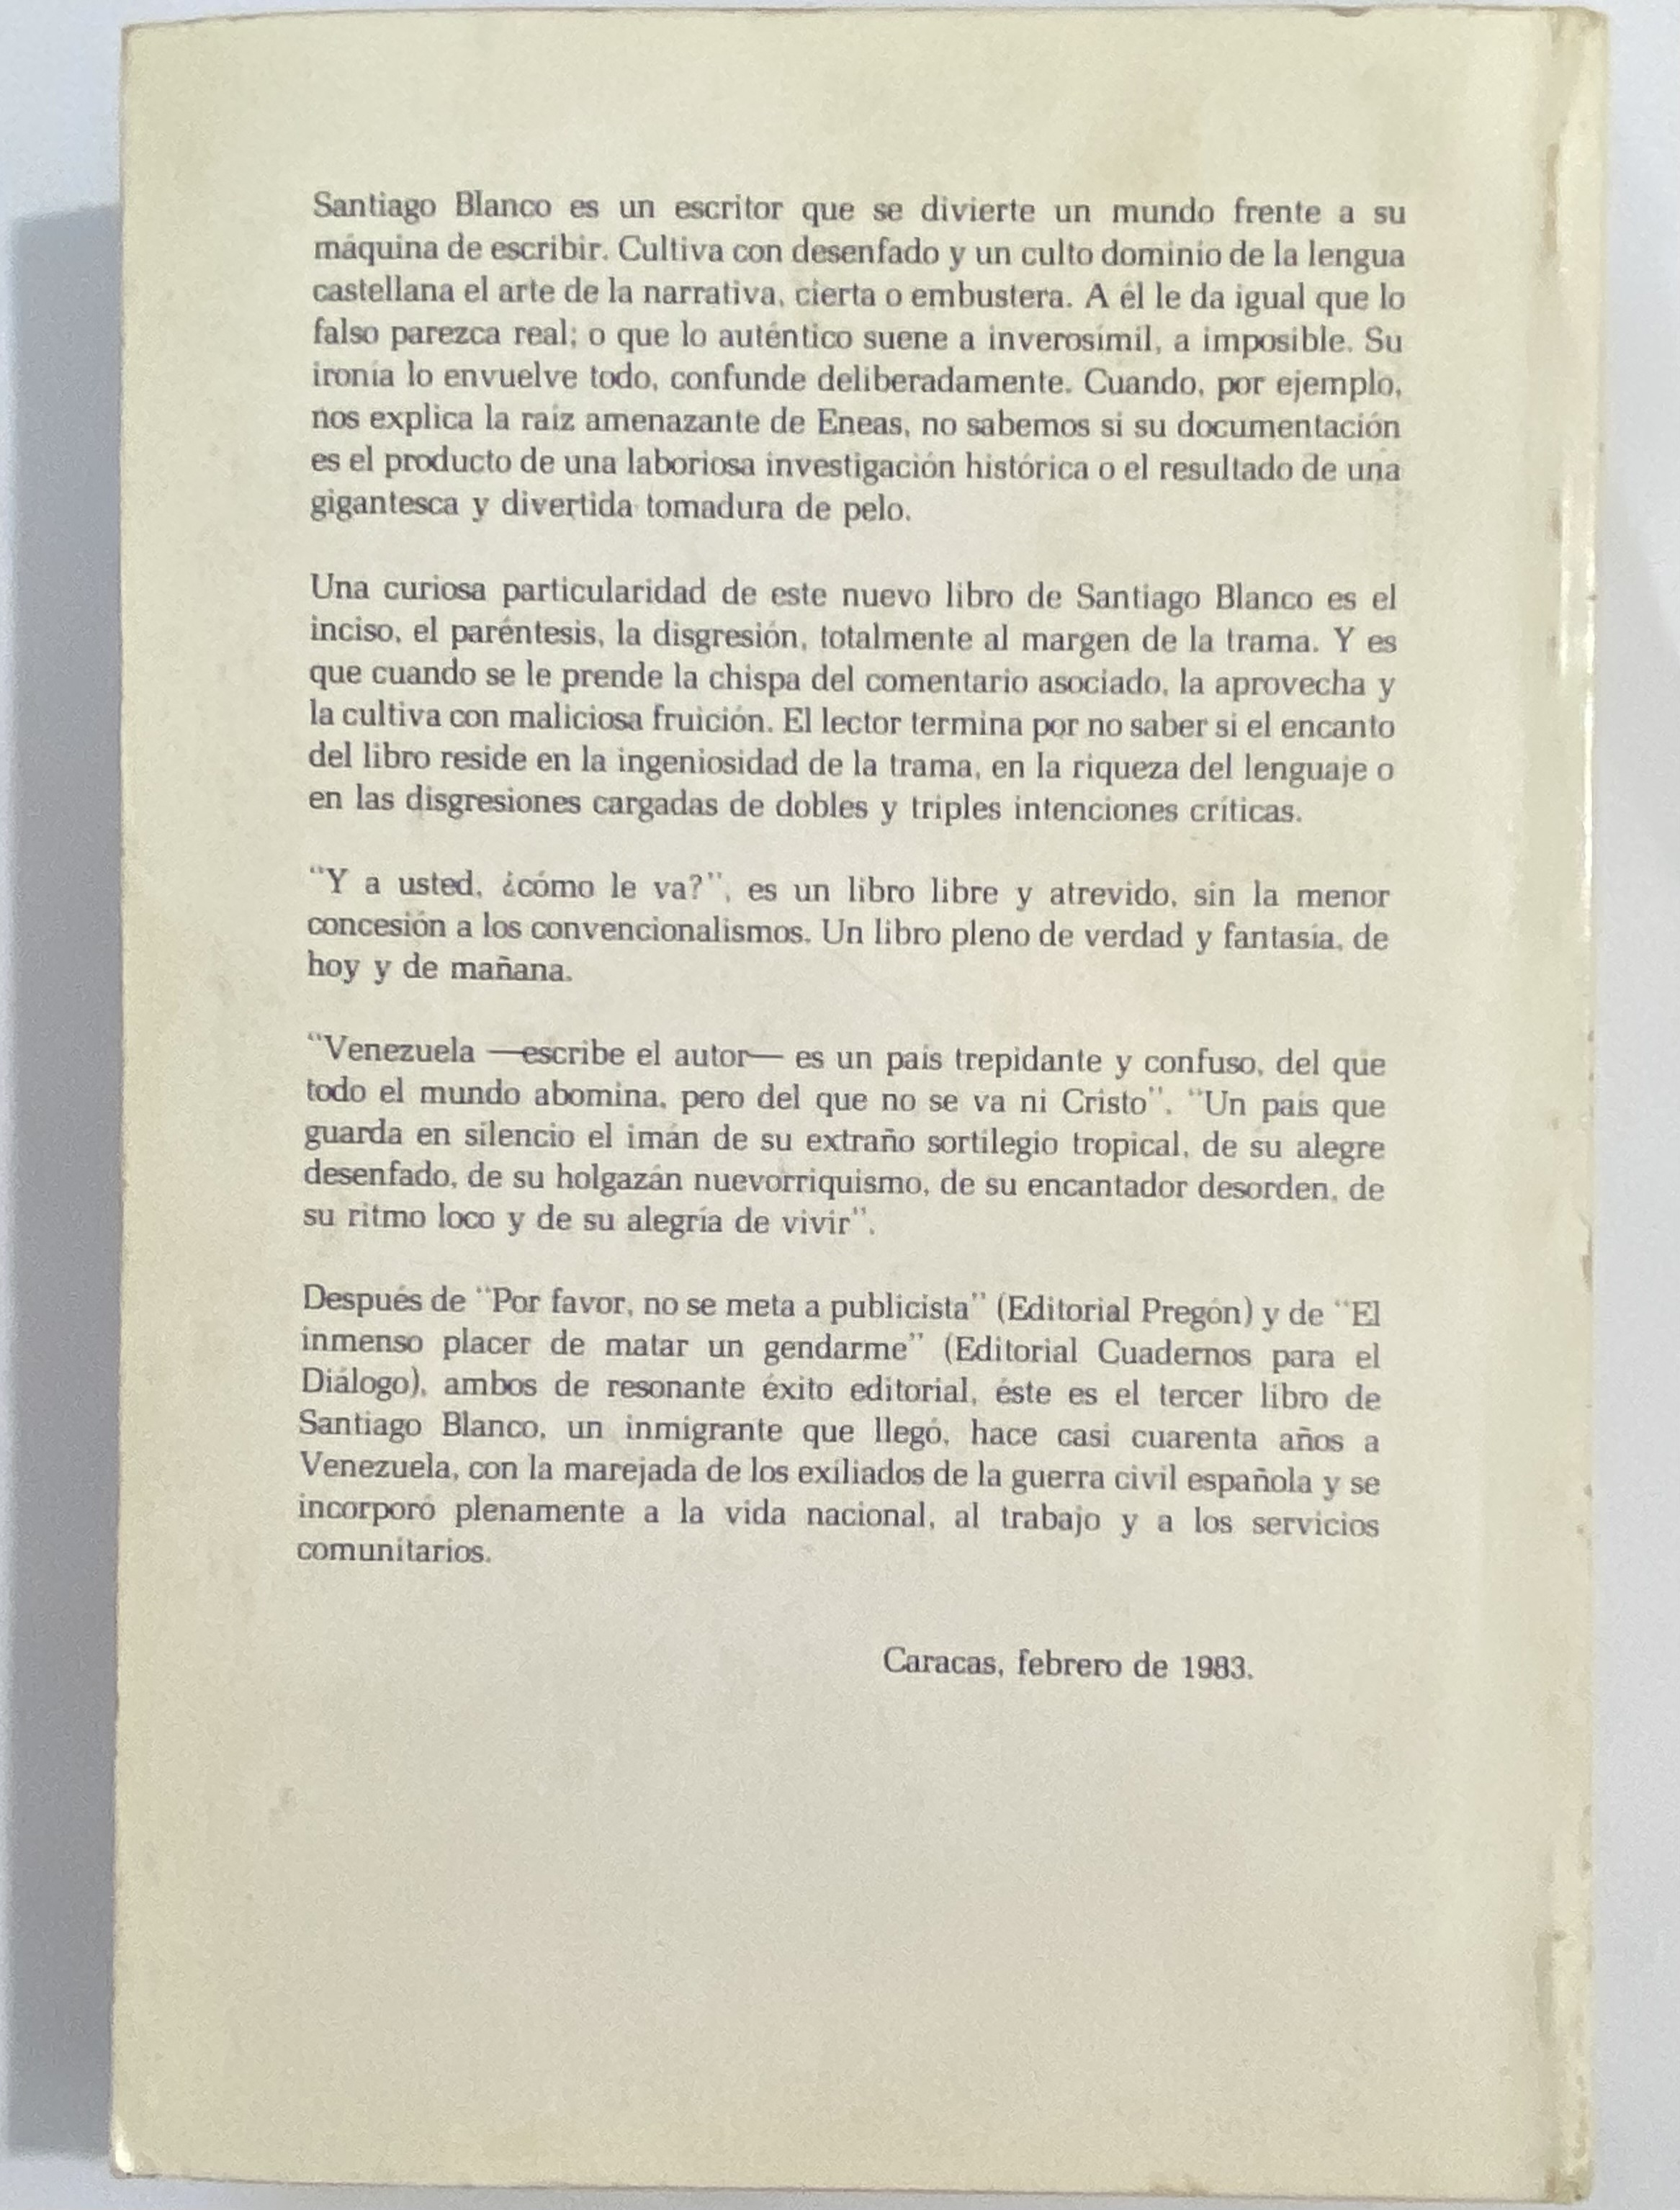 Santiago Blanco es un escritor que se divierte un mundo frente a su
máquina de escribir. Cultiva con desenfado y un culto dominio de la lengua
castellana el arte de la narrativa, cierta o embustera. A él le da igual que lo
falso parezca real; o que lo auténtico suene a inverosímil, a imposible. Su
ironía lo envuelve todo, confunde deliberadamente. Cuando, por ejemplo,
nos explica la raíz amenazante de Eneas, no sabemos si su documentación
es el producto de una laboriosa investigación histórica o el resultado de una
gigantesca y divertida tomadura de pelo.
Una curiosa particularidad de este nuevo libro de Santiago Blanco es el
inciso, el paréntesis, la disgresión, totalmente al margen de la trama. Y es
que cuando se le prende la chispa del comentario asociado, la aprovecha y
la cultiva con maliciosa fruición. El lector termina por no saber si el encanto
del libro reside en la ingeniosidad de la trama, en la riqueza del lenguaje o
en las disgresiones cargadas de dobles y triples intenciones críticas.
"Y a usted, ¿cómo le va?", es un libro libre y atrevido, sin la menor
concesión a los convencionalismos. Un libro pleno de verdad y fantasía, de
hoy y de mañana.
"Venezuela —escribe el autor— es un país trepidante y confuso, del que
todo el mundo abomina, pero del que no se va ni Cristo". "Un país que
guarda en silencio el imán de su extraño sortilegio tropical, de su alegre
desenfado, de su holgazán nuevorriquismo, de su encantador desorden, de
su ritmo loco y de su alegría de vivir".
Después de "Por favor, no se meta a publicista" (Editorial Pregón) y de "El
inmenso placer de matar un gendarme" (Editorial Cuadernos para el
Diálogo), ambos de resonante éxito editorial, éste es el tercer libro de
Santiago Blanco, un inmigrante que llegó, hace casi cuarenta años a
Venezuela, con la marejada de los exiliados de la guerra civil española y se
incorporó plenamente a la vida nacional, al trabajo y a los servicios
comunitarios.
Caracas, febrero de 1983.